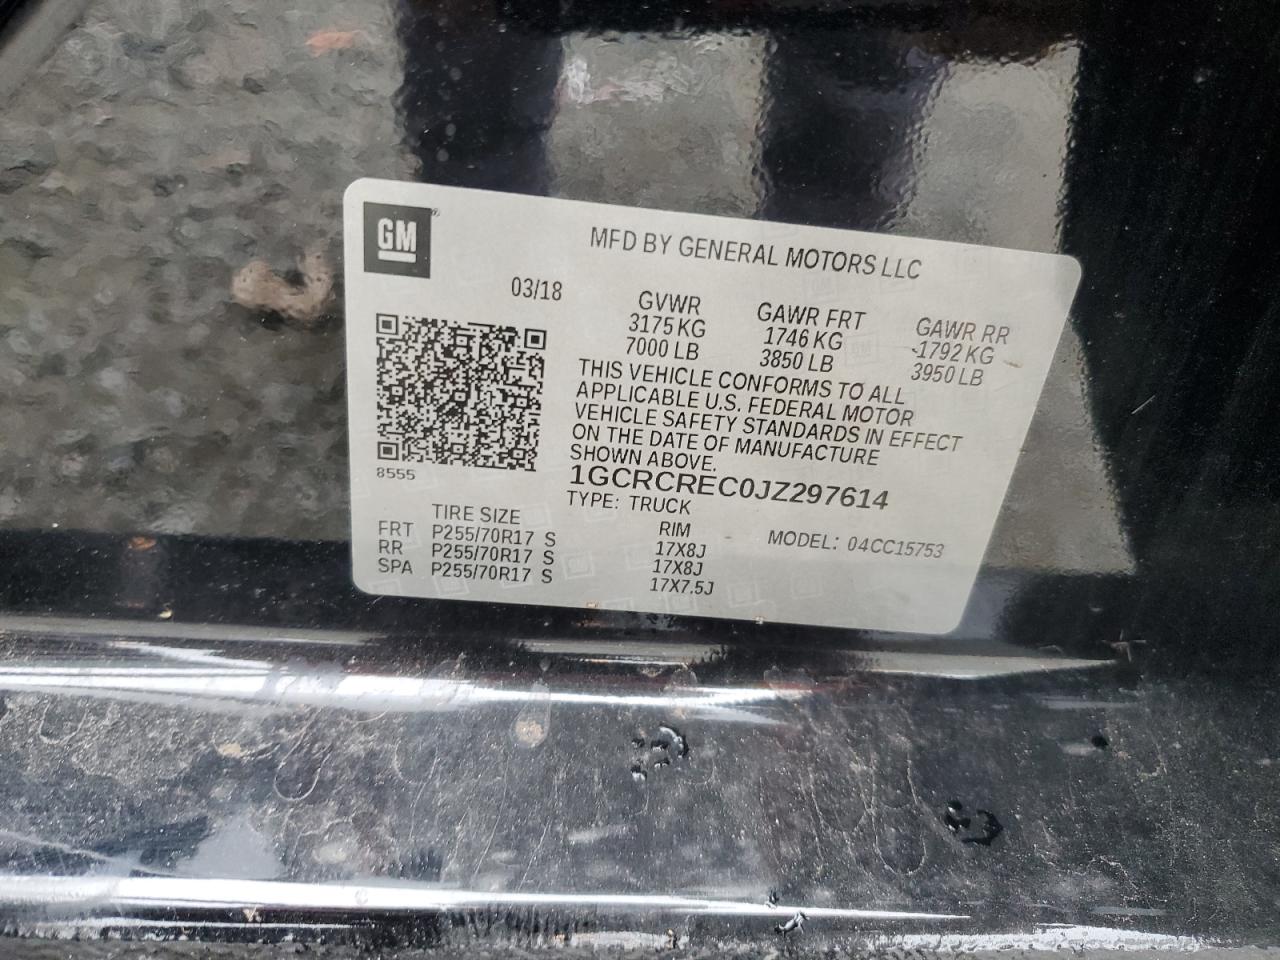 GM
MFD BY GENERAL MOTORS LLC
03/18
GVWR
3175 KG
7000 LB
GAWR FRT
1746 KG
3850 LB
GAWR RR
1792 KG
3950 LB
THIS VEHICLE CONFORMS TO ALL
APPLICABLE U.S. FEDERAL MOTOR
VEHICLE SAFETY STANDARDS IN EFFECT
ON THE DATE OF MANUFACTURE
SHOWN ABOVE.
8555
1GCRCREC0JZ297614
TYPE: TRUCK
MODEL: 04CC15753
TIRE SIZE RIM
FRT P255/70R17 S 17X8J
RR P255/70R17 S 17X8J
SPA P255/70R17 S 17X7.5J